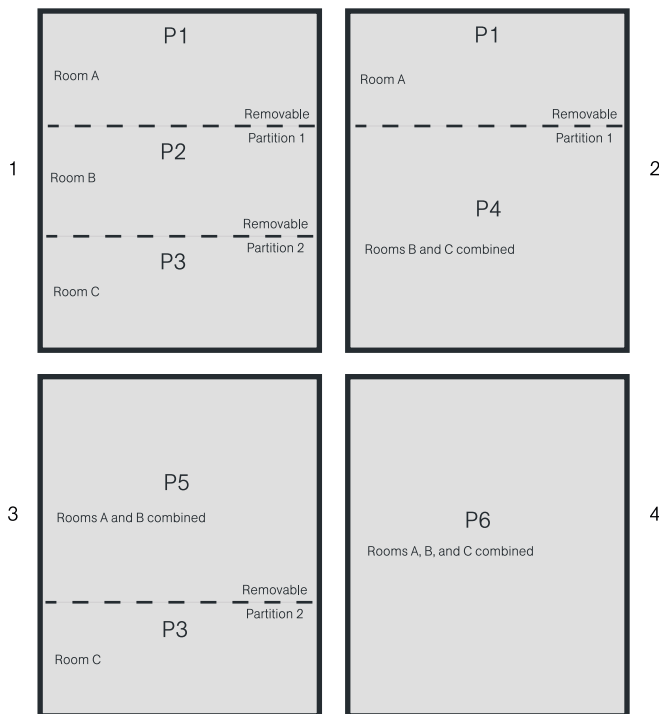 P1
Room A
Removable
Partition 1
P2
Room B
Removable
Partition 2
P3
Room C
1
P1
Room A
Removable
Partition 1
P4
Rooms B and C combined
2
P5
Rooms A and B combined
Removable
Partition 2
P3
Room C
3
P6
Rooms A, B, and C combined
4